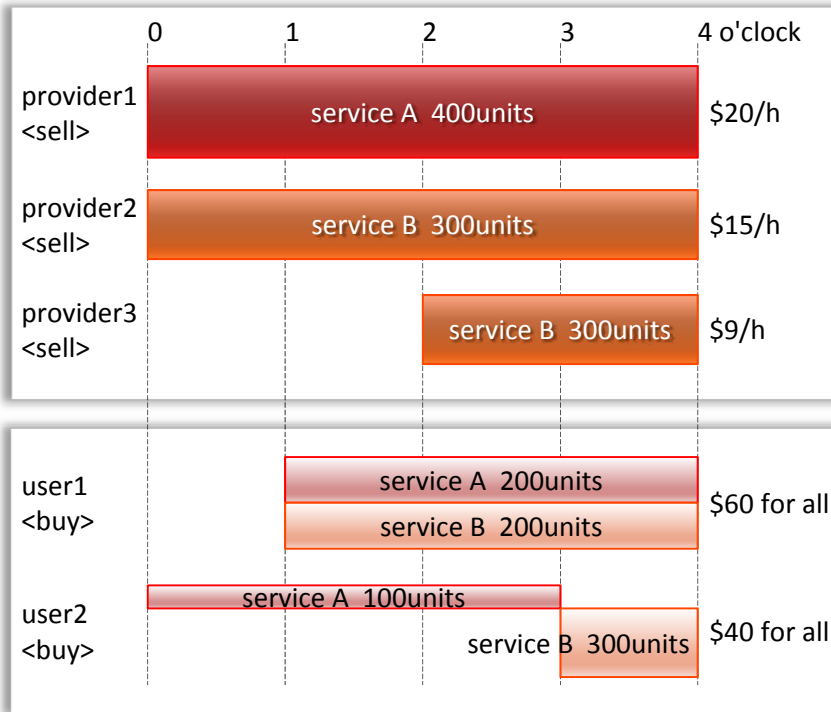 0 1 2 3 4 o'clock
provider1
<sell>
service A 400units
$20/h
provider2
<sell>
service B 300units
$15/h
provider3
<sell>
service B 300units
$9/h
user1
<buy>
service A 200units
service B 200units
$60 for all
user2
<buy>
service A 100units
service B 300units
$40 for all